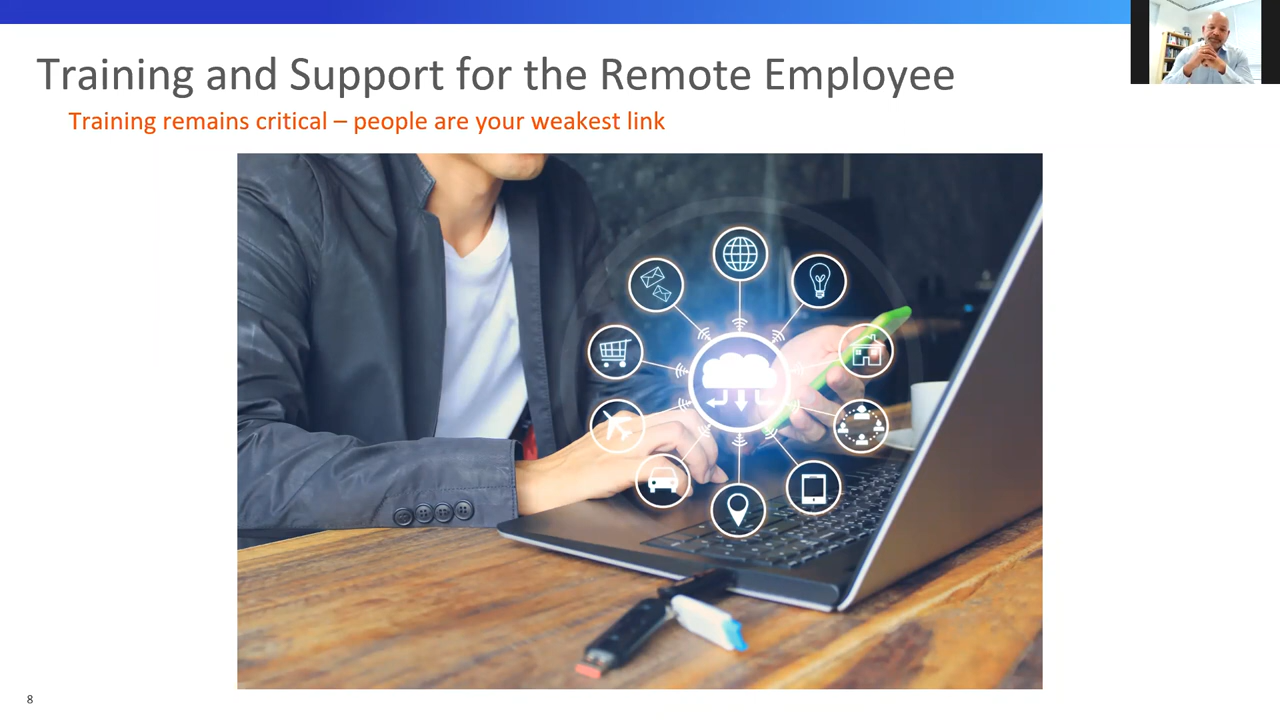 Training and Support for the Remote Employee
Training remains critical – people are your weakest link
8